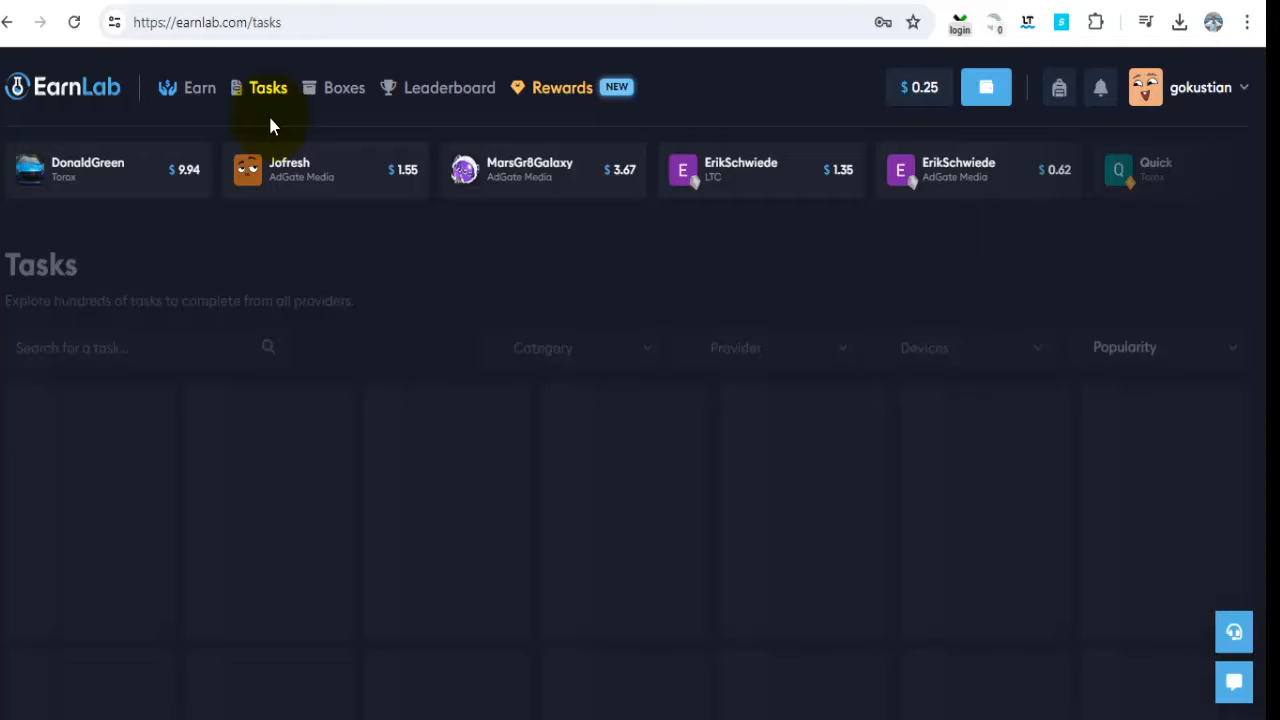 https://earnlab.com/tasks
LT
S
login
0
EarnLab
Earn
Tasks
Boxes
Leaderboard
Rewards
NEW
$ 0.25
gokustian
DonaldGreen
Torox
$ 9.94
Jofresh
AdGate Media
$ 1.55
MarsGr8Galaxy
AdGate Media
$ 3.67
E
ErikSchwiede
LTC
$ 1.35
E
ErikSchwiede
AdGate Media
$ 0.62
Q
Quick
Torox
Tasks
Explore hundreds of tasks to complete from all providers.
Search for a task...
Category
Provider
Devices
Popularity